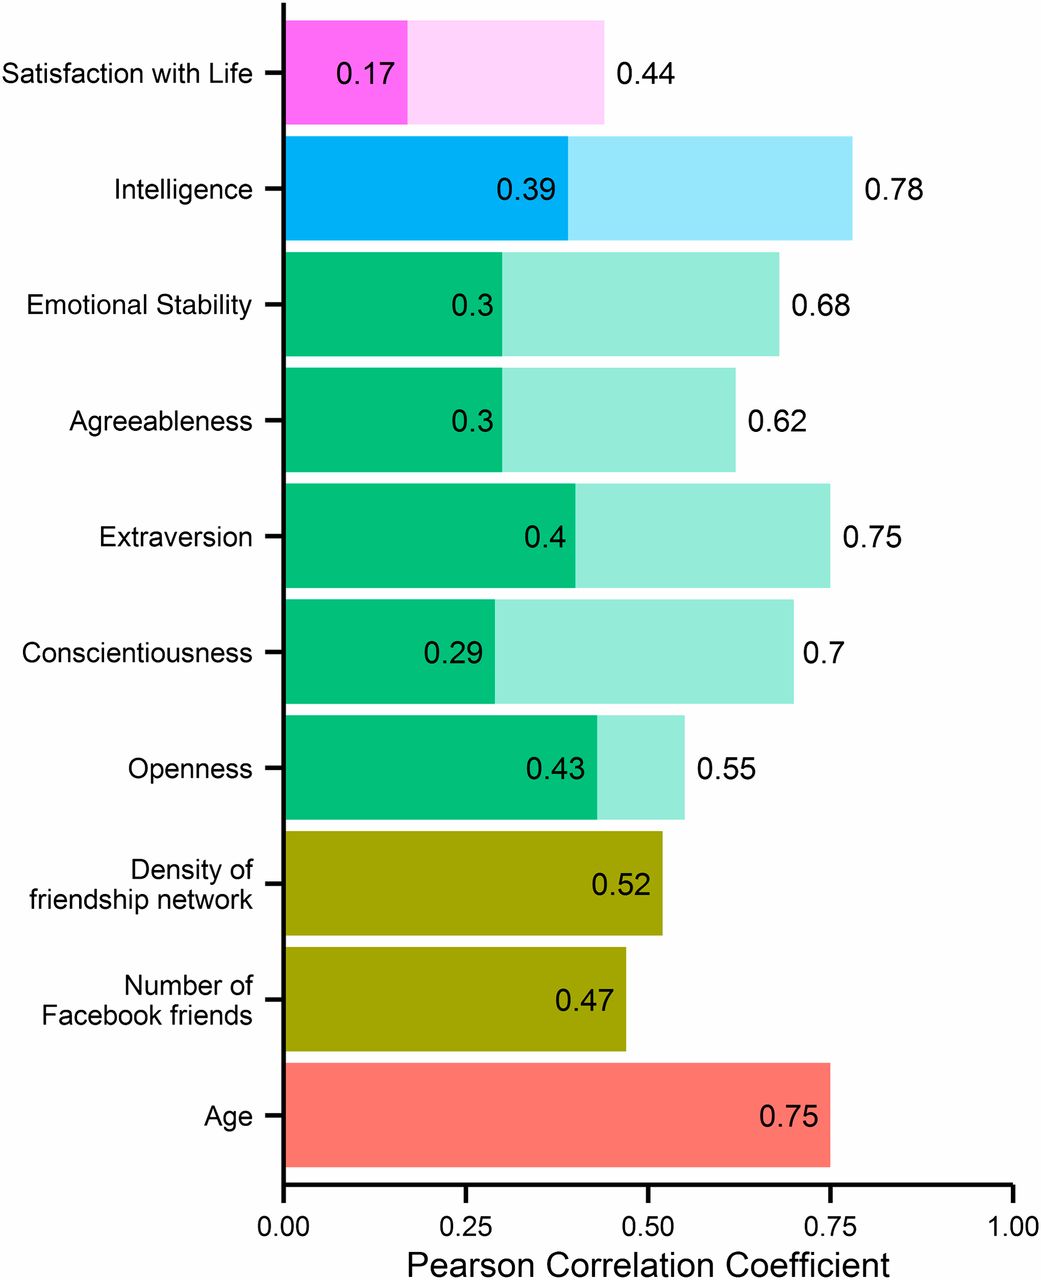 Satisfaction with Life 0.17 0.44
Intelligence 0.39 0.78
Emotional Stability 0.3 0.68
Agreeableness 0.3 0.62
Extraversion 0.4 0.75
Conscientiousness 0.29 0.7
Openness 0.43 0.55
Density of
friendship network 0.52
Number of
Facebook friends 0.47
Age 0.75
0.00 0.25 0.50 0.75 1.00
Pearson Correlation Coefficient